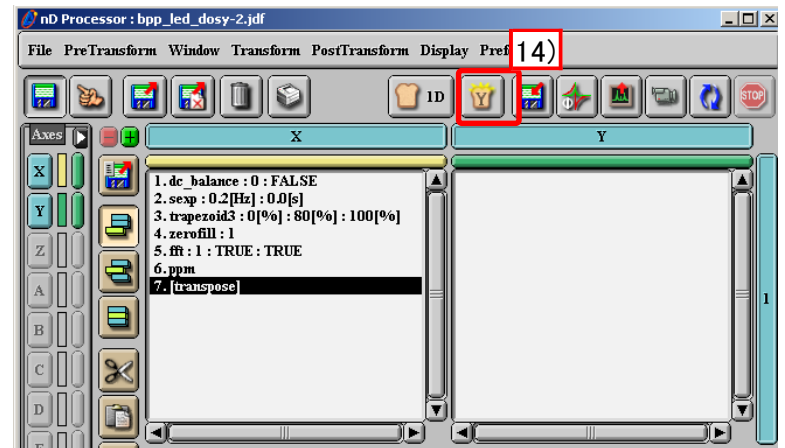 nD Processor : bpp_led_dosy-2.jdf
File PreTransform Window Transform PostTransform Display Pref
14)
1D
Y
STOP
Axes
X
Y
X
Y
Z
A
B
C
D
1. dc_balance : 0 : FALSE
2. sexp : 0.2[Hz] : 0.0[s]
3. trapezoid3 : 0[%] : 80[%] : 100[%]
4. zerofill : 1
5. fft : 1 : TRUE : TRUE
6. ppm
7. [transpose]
1